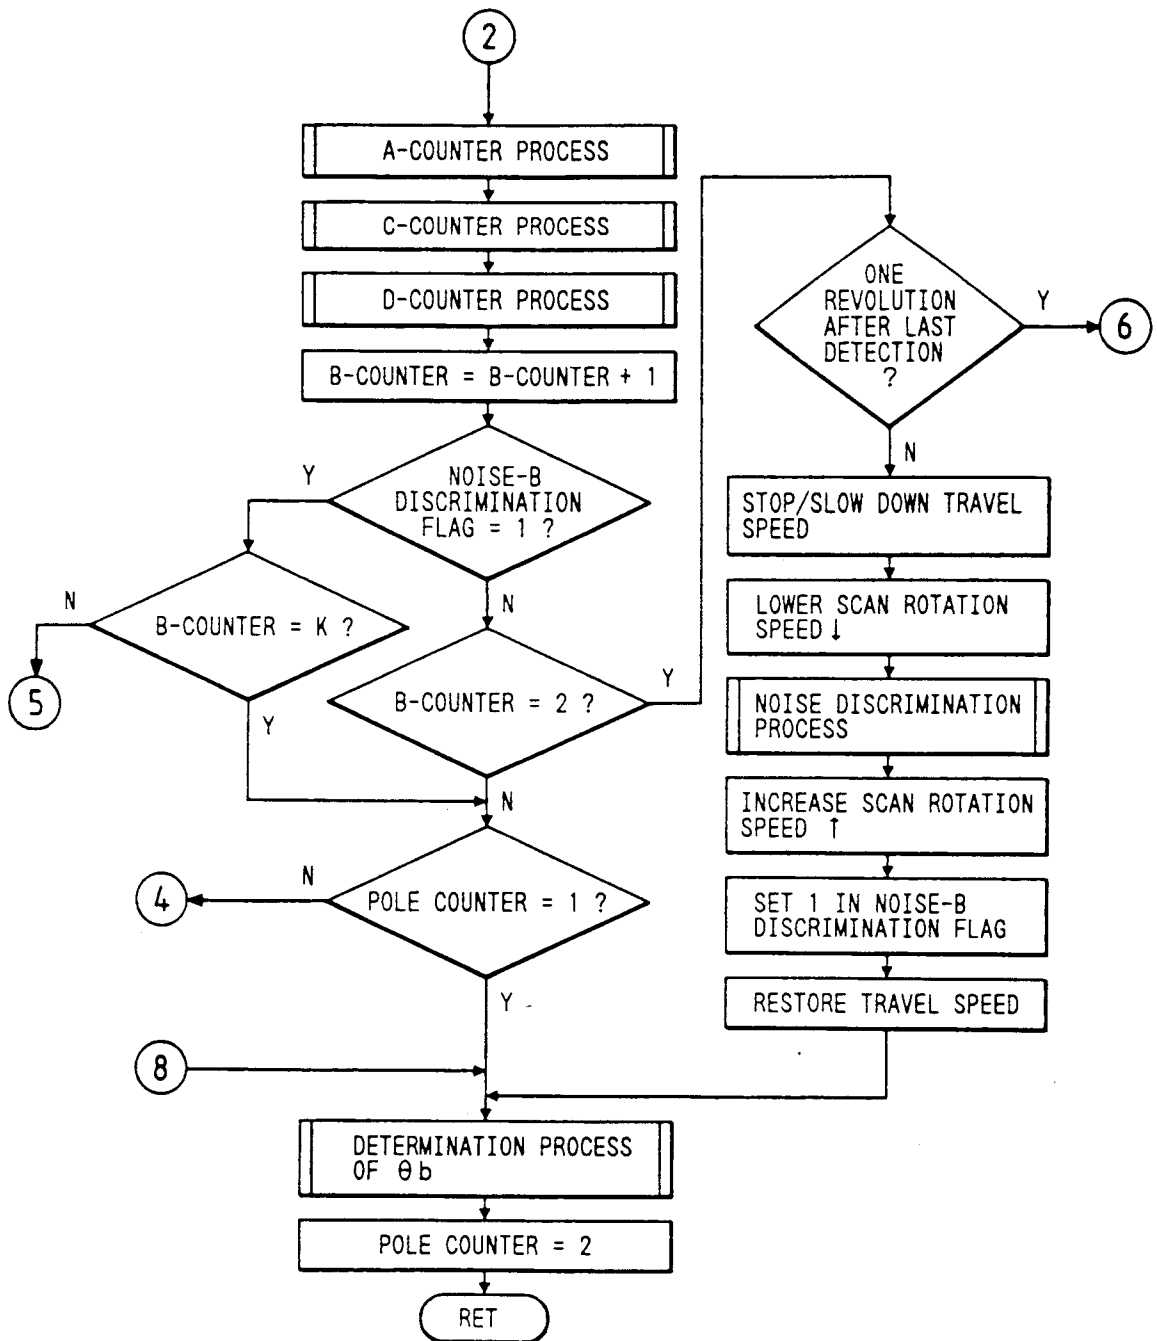 2
A-COUNTER PROCESS
C-COUNTER PROCESS
D-COUNTER PROCESS
B-COUNTER = B-COUNTER + 1
NOISE-B
DISCRIMINATION
FLAG = 1 ?
Y
N
B-COUNTER = K ?
N
Y
5
B-COUNTER = 2 ?
Y
N
POLE COUNTER = 1 ?
N
4
Y
8
ONE
REVOLUTION
AFTER LAST
DETECTION
?
Y
6
N
STOP/SLOW DOWN TRAVEL
SPEED
LOWER SCAN ROTATION
SPEED↓
NOISE DISCRIMINATION
PROCESS
INCREASE SCAN ROTATION
SPEED ↑
SET 1 IN NOISE-B
DISCRIMINATION FLAG
RESTORE TRAVEL SPEED
DETERMINATION PROCESS
OF θb
POLE COUNTER = 2
RET